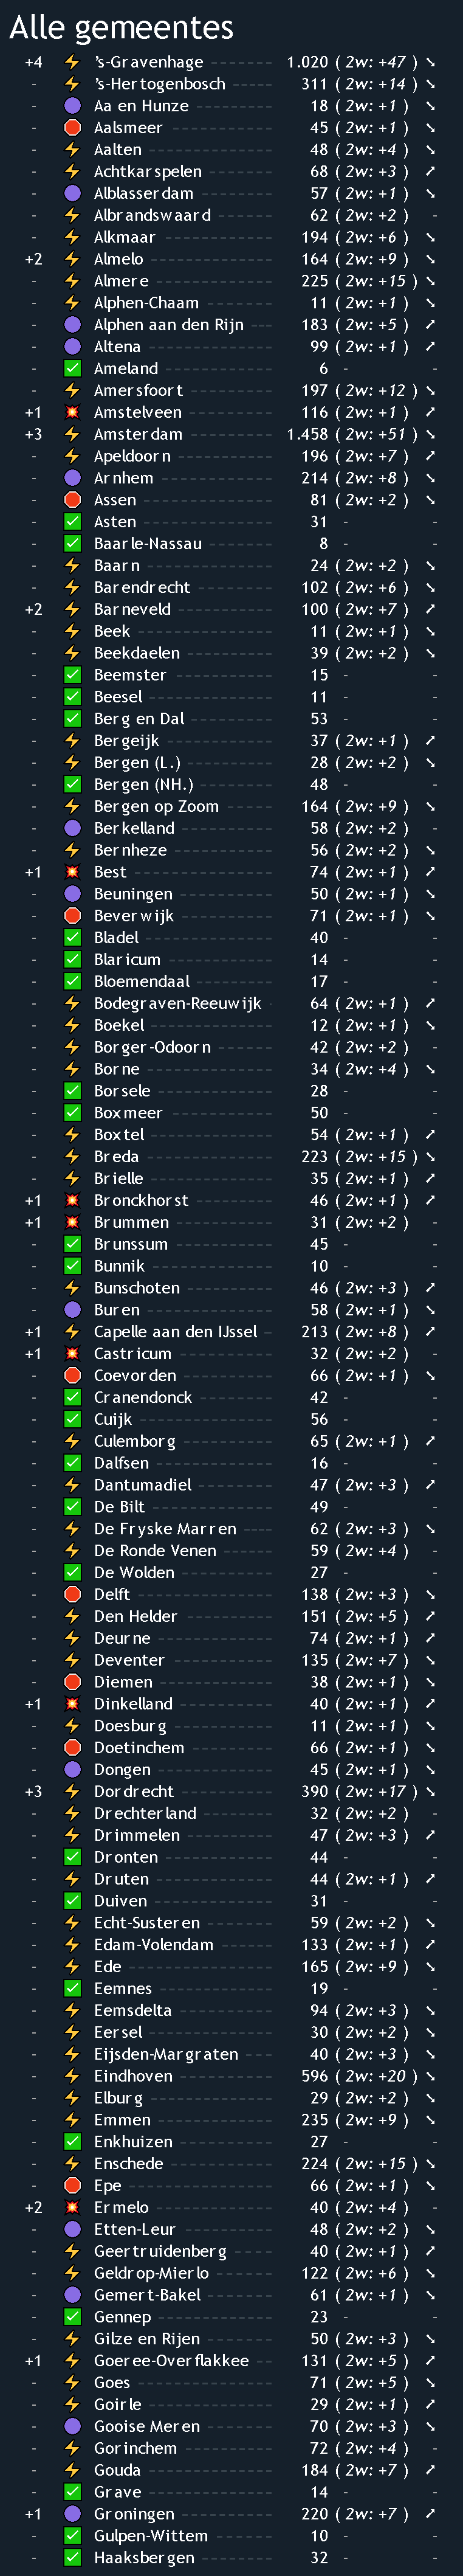 Alle gemeentes
+4 's-Gravenhage 1.020 ( 2w: +47 ) ↘
- 's-Hertogenbosch 311 ( 2w: +14 ) ↘
- Aa en Hunze 18 ( 2w: +1 ) ↘
- Aalsmeer 45 ( 2w: +1 ) ↘
- Aalten 48 ( 2w: +4 ) ↘
- Achtkarspelen 68 ( 2w: +3 ) ↗
- Alblasserdam 57 ( 2w: +1 ) ↘
- Albrandswaard 62 ( 2w: +2 ) -
- Alkmaar 194 ( 2w: +6 ) ↘
+2 Almelo 164 ( 2w: +9 ) ↘
- Almere 225 ( 2w: +15 ) ↘
- Alphen-Chaam 11 ( 2w: +1 ) ↘
- Alphen aan den Rijn 183 ( 2w: +5 ) ↗
- Altena 99 ( 2w: +1 ) ↗
- Ameland 6 - -
- Amersfoort 197 ( 2w: +12 ) ↘
+1 Amstelveen 116 ( 2w: +1 ) ↗
+3 Amsterdam 1.458 ( 2w: +51 ) ↘
- Apeldoorn 196 ( 2w: +7 ) ↗
- Arnhem 214 ( 2w: +8 ) ↘
- Assen 81 ( 2w: +2 ) ↘
- Asten 31 - -
- Baarle-Nassau 8 - -
- Baarn 24 ( 2w: +2 ) ↘
- Barendrecht 102 ( 2w: +6 ) ↘
+2 Barneveld 100 ( 2w: +7 ) ↗
- Beek 11 ( 2w: +1 ) ↘
- Beekdaelen 39 ( 2w: +2 ) ↘
- Beemster 15 - -
- Beesel 11 - -
- Berg en Dal 53 - -
- Bergeijk 37 ( 2w: +1 ) ↗
- Bergen (L.) 28 ( 2w: +2 ) ↘
- Bergen (NH.) 48 - -
- Bergen op Zoom 164 ( 2w: +9 ) ↘
- Berkelland 58 ( 2w: +2 ) -
- Bernheze 56 ( 2w: +2 ) ↘
+1 Best 74 ( 2w: +1 ) ↗
- Beuningen 50 ( 2w: +1 ) ↘
- Beverwijk 71 ( 2w: +1 ) ↘
- Bladel 40 - -
- Blaricum 14 - -
- Bloemendaal 17 - -
- Bodegraven-Reeuwijk 64 ( 2w: +1 ) ↗
- Boekel 12 ( 2w: +1 ) ↘
- Borger-Odoorn 42 ( 2w: +2 ) -
- Borne 34 ( 2w: +4 ) ↘
- Borsele 28 - -
- Boxmeer 50 - -
- Boxtel 54 ( 2w: +1 ) ↗
- Breda 223 ( 2w: +15 ) ↘
- Brielle 35 ( 2w: +1 ) ↗
+1 Bronckhorst 46 ( 2w: +1 ) ↗
+1 Brummen 31 ( 2w: +2 ) -
- Brunssum 45 - -
- Bunnik 10 - -
- Bunschoten 46 ( 2w: +3 ) ↗
- Buren 58 ( 2w: +1 ) ↘
+1 Capelle aan den IJssel 213 ( 2w: +8 ) ↗
+1 Castricum 32 ( 2w: +2 ) -
- Coevorden 66 ( 2w: +1 ) ↘
- Cranendonck 42 - -
- Cuijk 56 - -
- Culemborg 65 ( 2w: +1 ) ↗
- Dalfsen 16 - -
- Dantumadiel 47 ( 2w: +3 ) ↗
- De Bilt 49 - -
- De Fryske Marren 62 ( 2w: +3 ) ↘
- De Ronde Venen 59 ( 2w: +4 ) -
- De Wolden 27 - -
- Delft 138 ( 2w: +3 ) ↘
- Den Helder 151 ( 2w: +5 ) ↗
- Deurne 74 ( 2w: +1 ) ↗
- Deventer 135 ( 2w: +7 ) ↘
- Diemen 38 ( 2w: +1 ) ↘
+1 Dinkelland 40 ( 2w: +1 ) ↗
- Doesburg 11 ( 2w: +1 ) ↘
- Doetinchem 66 ( 2w: +1 ) ↘
- Dongen 45 ( 2w: +1 ) ↘
+3 Dordrecht 390 ( 2w: +17 ) ↘
- Drechterland 32 ( 2w: +2 ) -
- Drimmelen 47 ( 2w: +3 ) ↗
- Dronten 44 - -
- Druten 44 ( 2w: +1 ) ↗
- Duiven 31 - -
- Echt-Susteren 59 ( 2w: +2 ) ↘
- Edam-Volendam 133 ( 2w: +1 ) ↗
- Ede 165 ( 2w: +9 ) ↘
- Eemnes 19 - -
- Eemsdelta 94 ( 2w: +3 ) ↘
- Eersel 30 ( 2w: +2 ) ↘
- Eijsden-Margraten 40 ( 2w: +3 ) ↘
- Eindhoven 596 ( 2w: +20 ) ↘
- Elburg 29 ( 2w: +2 ) ↘
- Emmen 235 ( 2w: +9 ) ↘
- Enkhuizen 27 - -
- Enschede 224 ( 2w: +15 ) ↘
- Epe 66 ( 2w: +1 ) ↘
+2 Ermelo 40 ( 2w: +4 ) -
- Etten-Leur 48 ( 2w: +2 ) ↘
- Geertruidenberg 40 ( 2w: +1 ) ↗
- Geldrop-Mierlo 122 ( 2w: +6 ) ↘
- Gemert-Bakel 61 ( 2w: +1 ) ↘
- Gennep 23 - -
- Gilze en Rijen 50 ( 2w: +3 ) ↘
+1 Goeree-Overflakkee 131 ( 2w: +5 ) ↗
- Goes 71 ( 2w: +5 ) ↘
- Goirle 29 ( 2w: +1 ) ↗
- Gooise Meren 70 ( 2w: +3 ) ↘
- Gorinchem 72 ( 2w: +4 ) -
- Gouda 184 ( 2w: +7 ) ↗
- Grave 14 - -
+1 Groningen 220 ( 2w: +7 ) ↗
- Gulpen-Wittem 10 - -
- Haaksbergen 32 - -